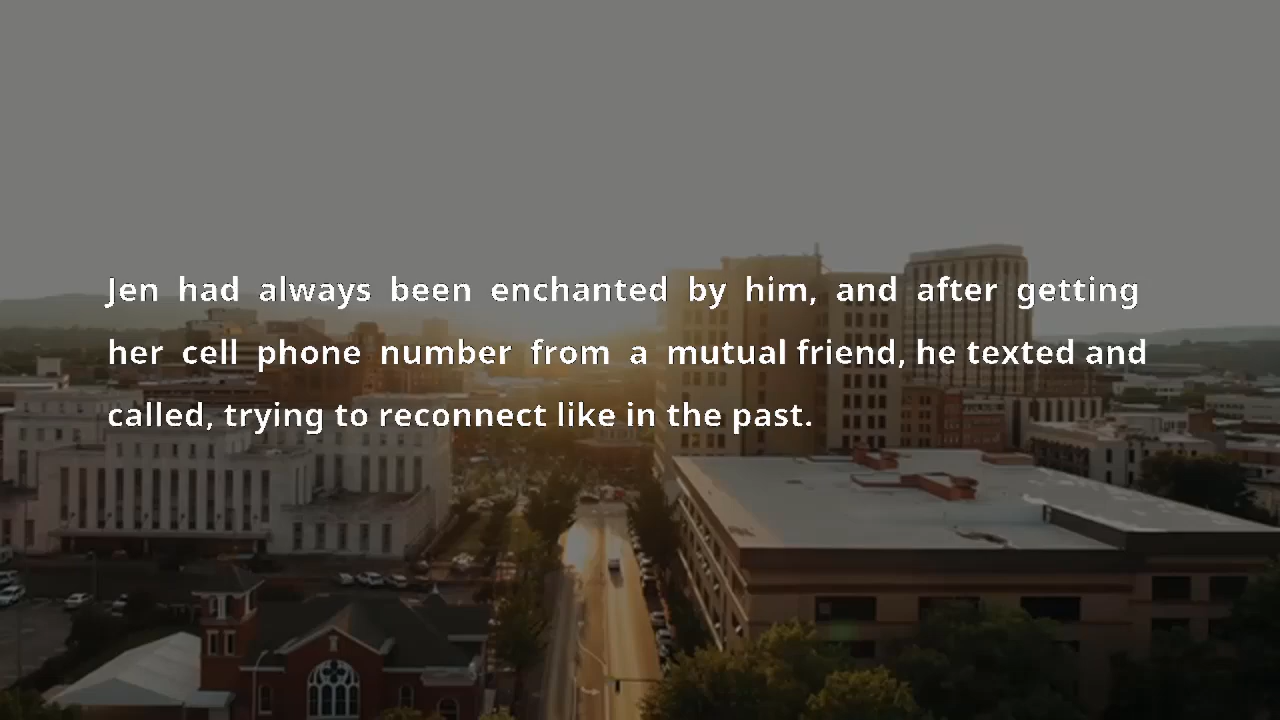 Jen had always been enchanted by him, and after getting
her cell phone number from a mutual friend, he texted and
called, trying to reconnect like in the past.